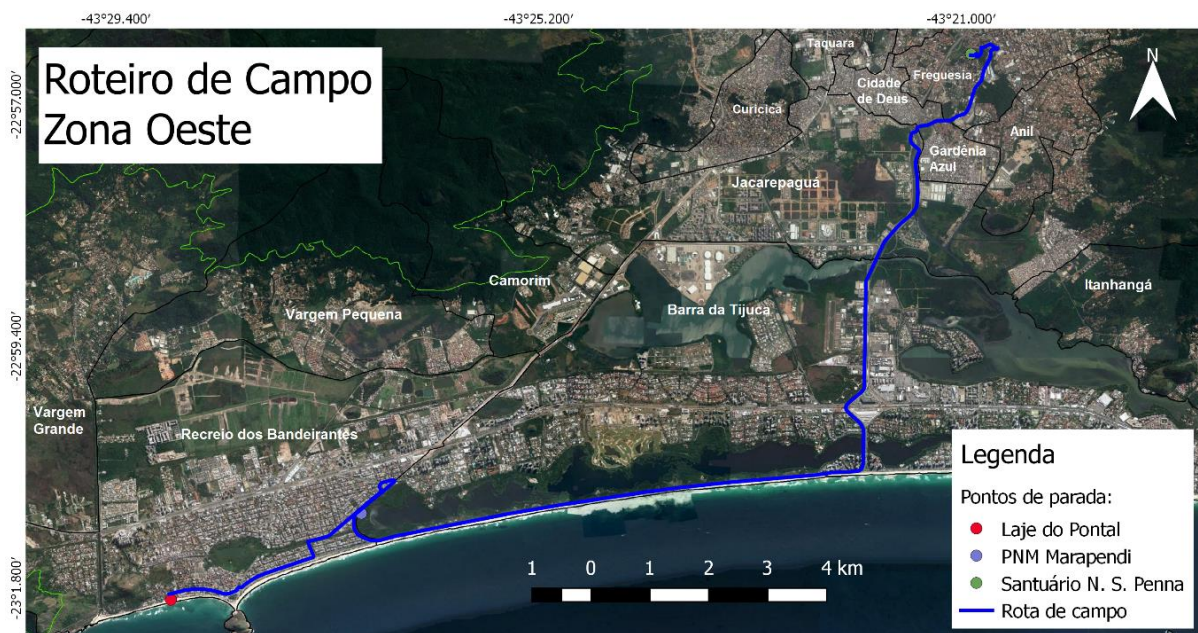 -43°29.400'
-43°25.200'
-43°21.000'
Roteiro de Campo
Zona Oeste
-22°57.000'
-22°59.400'
-23°1.800'
N
Taquara
Cidade
de Deus
Freguesia
Curicica
Anil
Gardênia
Azul
Jacarepaguá
Camorim
Itanhangá
Vargem Pequena
Barra da Tijuca
Vargem
Grande
Recreio dos Bandeirantes
Legenda
Pontos de parada:
Laje do Pontal
PNM Marapendi
Santuário N. S. Penna
Rota de campo
1 0 1 2 3 4 km